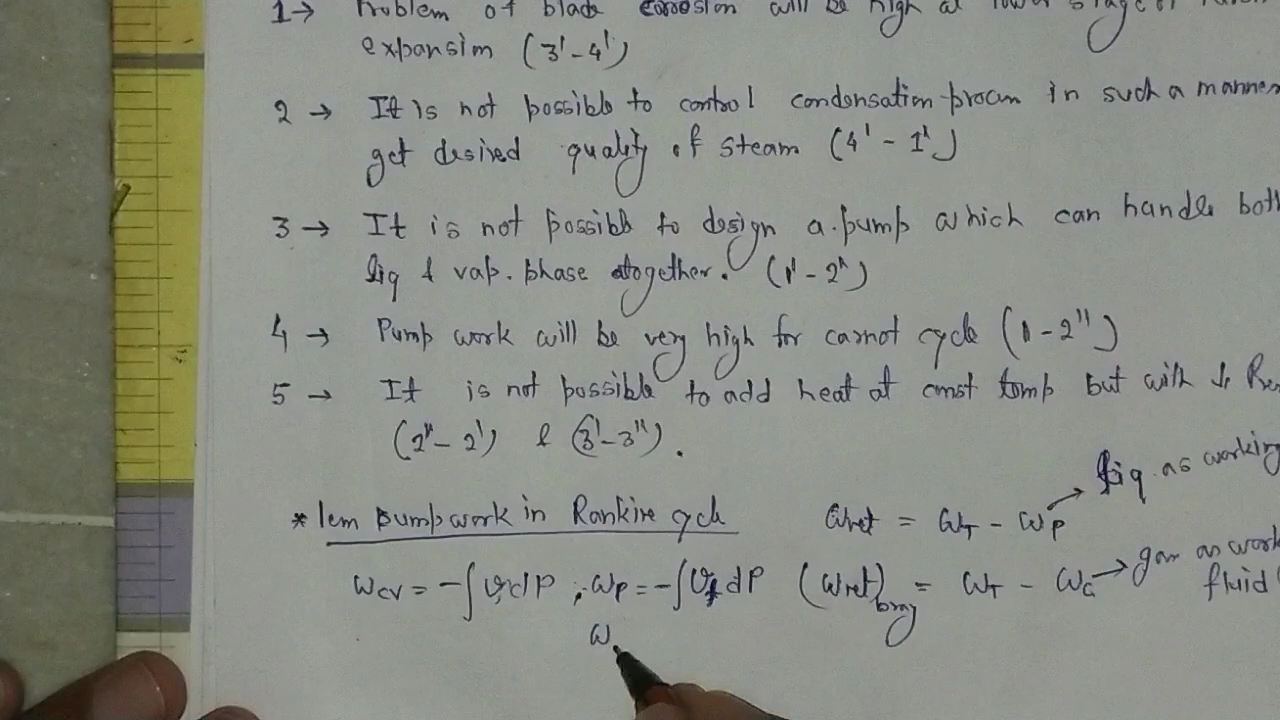 1→ Problem of blade corrosion will be high at lower stage of
expansim (3' - 4')
2 → It is not possible to control condensation procen in such a manner
get desired quality of steam (4' - 1")
3 → It is not possible to design a pump which can handle both
liq & vap. phase atogether. (1' - 2")
4 → Pump work will be very high for carnot cycle (1 - 2")
5 → It is not possible to add heat at const temp but with ↓ Pre
(2" - 2') & (3' - 3").
→ liq as working
* less pump work in Rankine cycle Wnet = WT - WP
Wcv = -∫vdP ; WP = -∫vf dP (Wnet)bray = WT - WC → gas as work
fluid
W